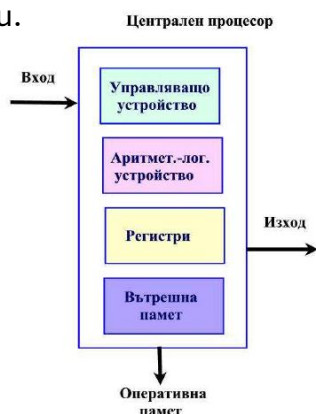 и.
Централен процесор
Вход
Управляващо
устройство
Аритмет.-лог.
устройство
Регистри
Изход
Вътрешна
памет
Оперативна
памет